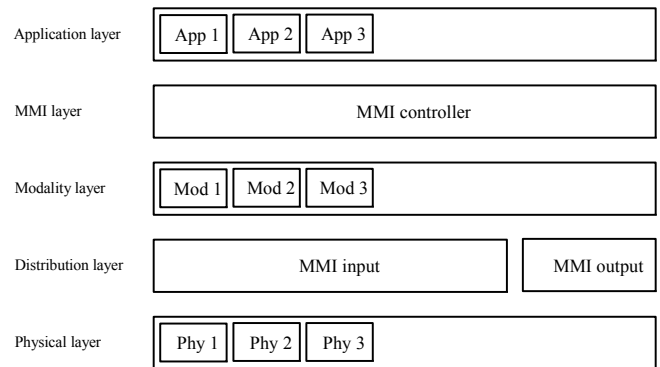 Application layer App 1 App 2 App 3
MMI layer MMI controller
Modality layer Mod 1 Mod 2 Mod 3
Distribution layer MMI input MMI output
Physical layer Phy 1 Phy 2 Phy 3